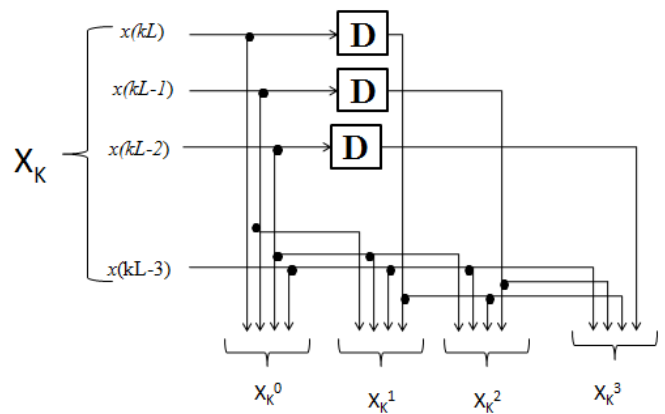 x(kL)
D
x(kL-1)
D
x(kL-2)
D
X_K
x(kL-3)
X_K^0
X_K^1
X_K^2
X_K^3